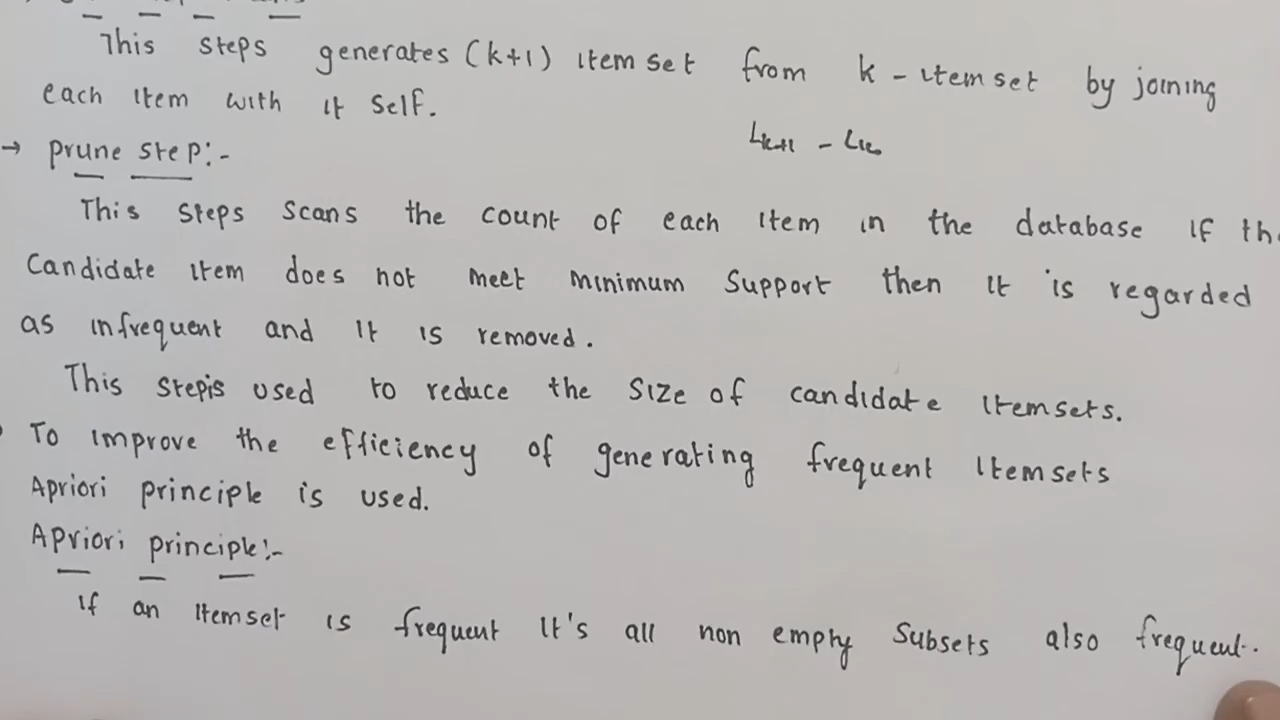 This steps generates (k+1) itemset from k - itemset by joining
each item with it self.
Lk+1 - Lk
→ prune step:-
This steps scans the count of each item in the database if th
candidate item does not meet minimum support then it is regarded
as infrequent and it is removed.
This stepis used to reduce the size of candidate itemsets.
To improve the efficiency of generating frequent itemsets
Apriori principle is used.
Apriori principle:-
If an itemset is frequent it's all non empty subsets also frequent.